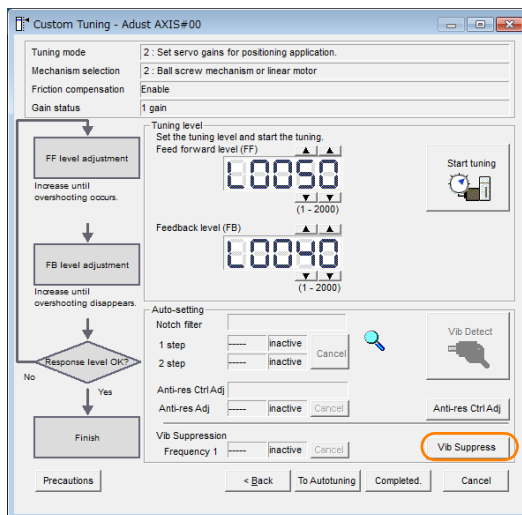 Custom Tuning - Adust AXIS#00
Tuning mode 2 : Set servo gains for positioning application.
Mechanism selection 2 : Ball screw mechanism or linear motor
Friction compensation Enable
Gain status 1 gain
FF level adjustment
Increase until
overshooting occurs.
FB level adjustment
Increase until
overshooting disappears.
Response level OK?
No
Yes
Finish
Tuning level
Set the tuning level and start the tuning.
Feed forward level (FF)
L0050
(1 - 2000)
Feedback level (FB)
L0040
(1 - 2000)
Start tuning
Auto-setting
Notch filter
1 step ----- inactive
2 step ----- inactive
Cancel
Vib Detect
Anti-res Ctrl Adj
Anti-res Adj ----- inactive Cancel
Anti-res Ctrl Adj
Vib Suppression
Frequency 1 ----- inactive Cancel
Vib Suppress
Precautions < Back To Autotuning Completed. Cancel